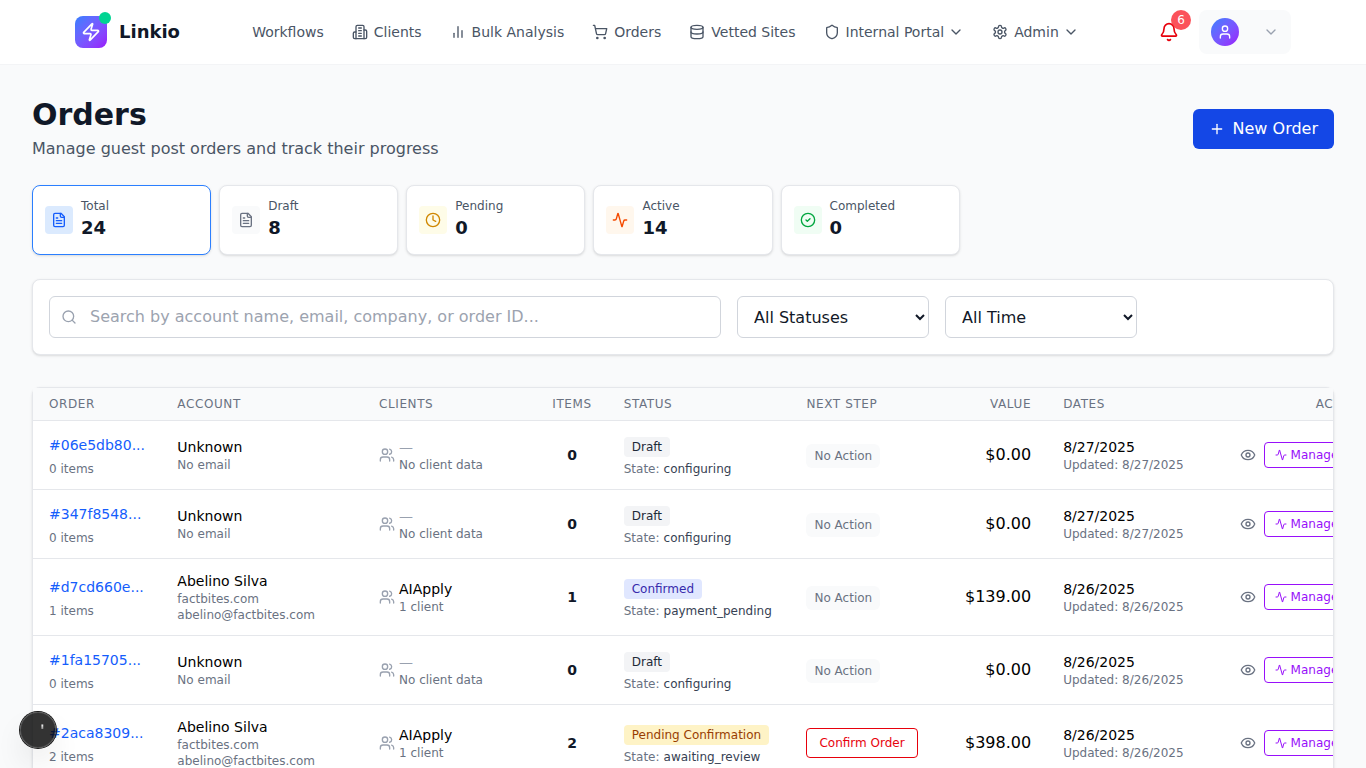 Linkio
Workflows
Clients
Bulk Analysis
Orders
Vetted Sites
Internal Portal
Admin
6
Orders
Manage guest post orders and track their progress
New Order
Total
24
Draft
8
Pending
0
Active
14
Completed
0
Search by account name, email, company, or order ID...
All Statuses
All Time
ORDER ACCOUNT CLIENTS ITEMS STATUS NEXT STEP VALUE DATES AC
#06e5db80...
0 items
Unknown
No email
—
No client data
0
Draft
State: configuring
No Action
$0.00
8/27/2025
Updated: 8/27/2025
Manage
#347f8548...
0 items
Unknown
No email
—
No client data
0
Draft
State: configuring
No Action
$0.00
8/27/2025
Updated: 8/27/2025
Manage
#d7cd660e...
1 items
Abelino Silva
factbites.com
abelino@factbites.com
AIApply
1 client
1
Confirmed
State: payment_pending
No Action
$139.00
8/26/2025
Updated: 8/26/2025
Manage
#1fa15705...
0 items
Unknown
No email
—
No client data
0
Draft
State: configuring
No Action
$0.00
8/26/2025
Updated: 8/26/2025
Manage
#2aca8309...
2 items
Abelino Silva
factbites.com
abelino@factbites.com
AIApply
1 client
2
Pending Confirmation
State: awaiting_review
Confirm Order
$398.00
8/26/2025
Updated: 8/26/2025
Manage